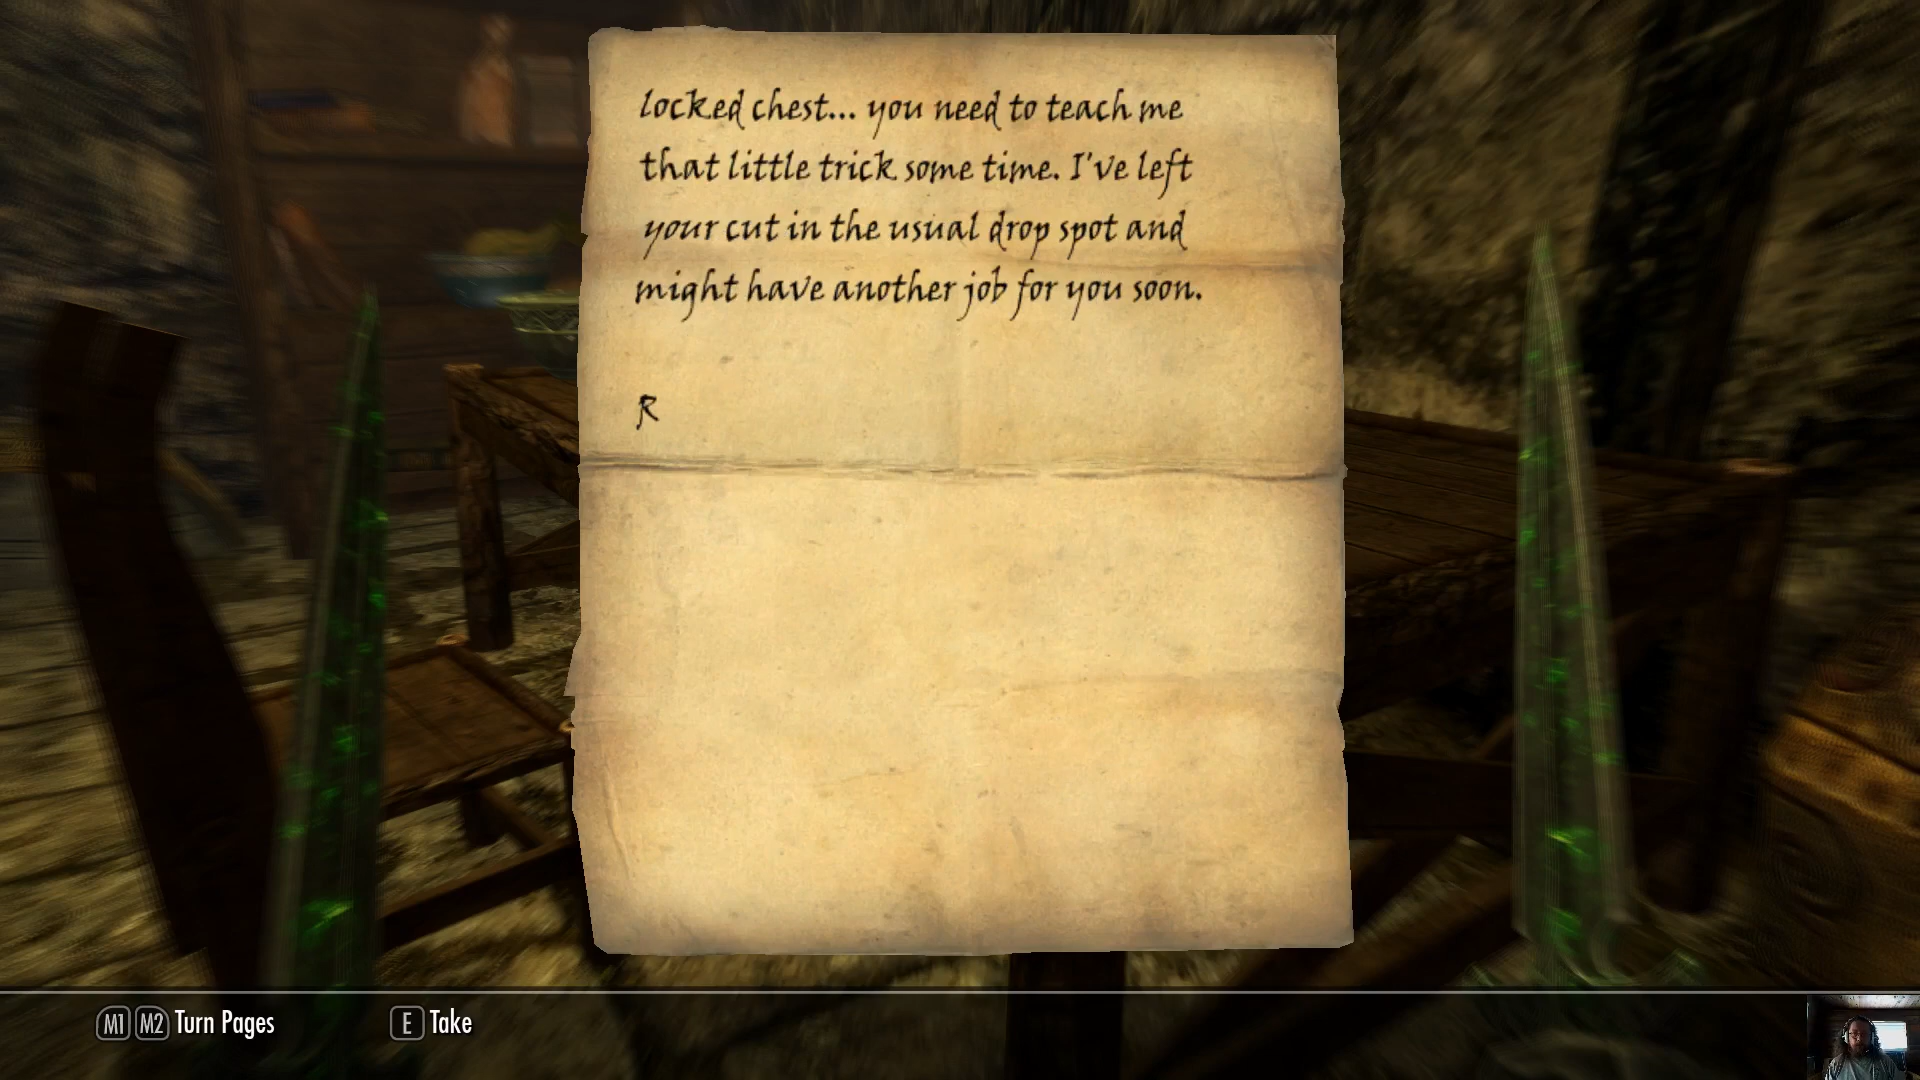 locked chest... you need to teach me
that little trick some time. I've left
your cut in the usual drop spot and
might have another job for you soon.
R
M1 M2 Turn Pages E Take